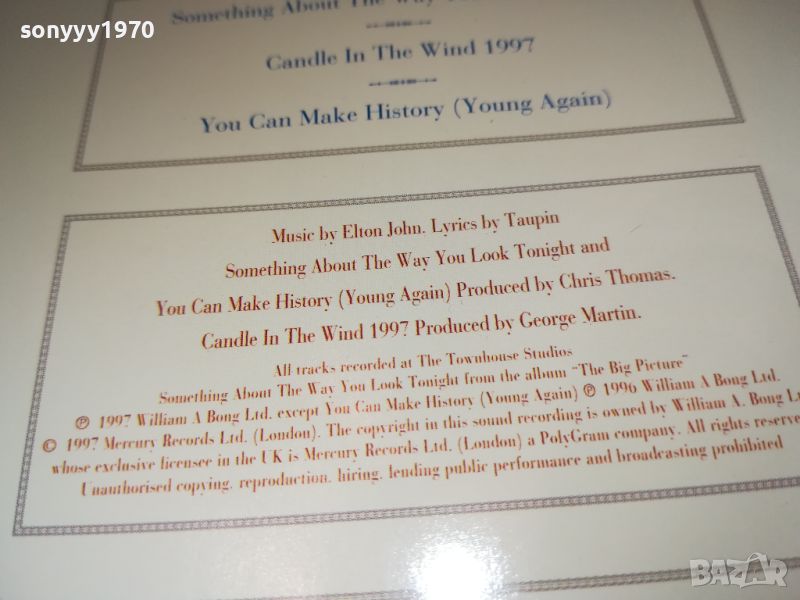 sonyyy1970
Something About The Way
Candle In The Wind 1997
You Can Make History (Young Again)
Music by Elton John. Lyrics by Taupin
Something About The Way You Look Tonight and
You Can Make History (Young Again) Produced by Chris Thomas.
Candle In The Wind 1997 Produced by George Martin.
All tracks recorded at The Townhouse Studios
Something About The Way You Look Tonight from the album "The Big Picture"
℗ 1997 William A Bong Ltd. except You Can Make History (Young Again) ℗ 1996 William A Bong Ltd.
© 1997 Mercury Records Ltd. (London). The copyright in this sound recording is owned by William A. Bong
whose exclusive licensee in the UK is Mercury Records Ltd. (London) a PolyGram company. All rights
Unauthorised copying, reproduction, hiring, lending public performance and broadcasting prohibited
BAZAR